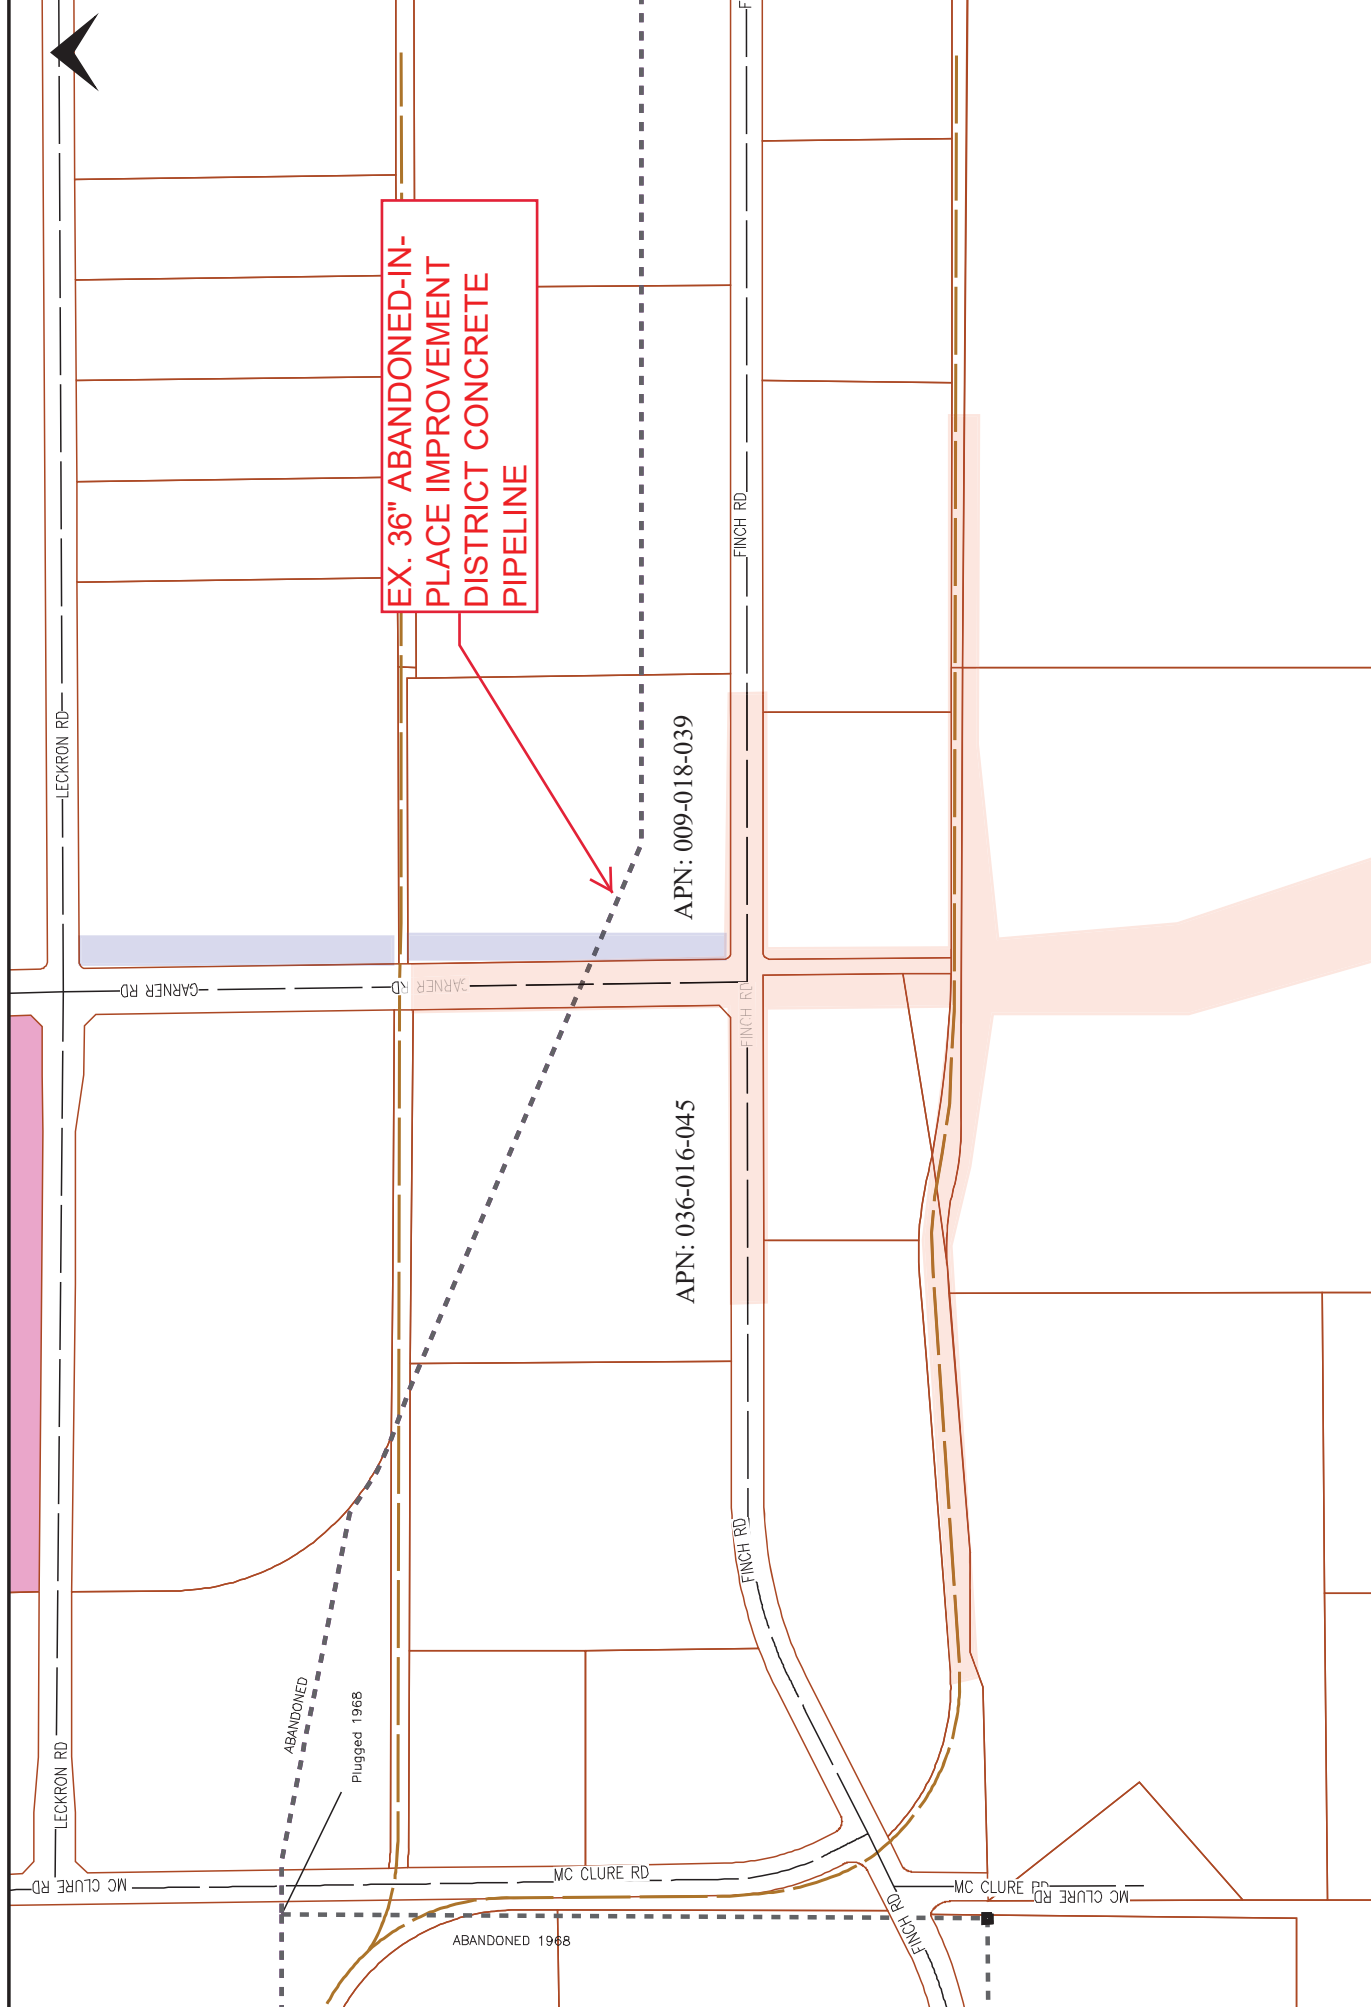 EX. 36" ABANDONED-IN-
PLACE IMPROVEMENT
DISTRICT CONCRETE
PIPELINE
FINCH RD
LECKRON RD
APN: 009-018-039
GARNER RD
GARNER RD
FINCH RD
APN: 036-016-045
FINCH RD
ABANDONED
Plugged 1968
LECKRON RD
MC CLURE RD
MC CLURE RD
MC CLURE RD
MC CLURE RD
FINCH RD
ABANDONED 1968